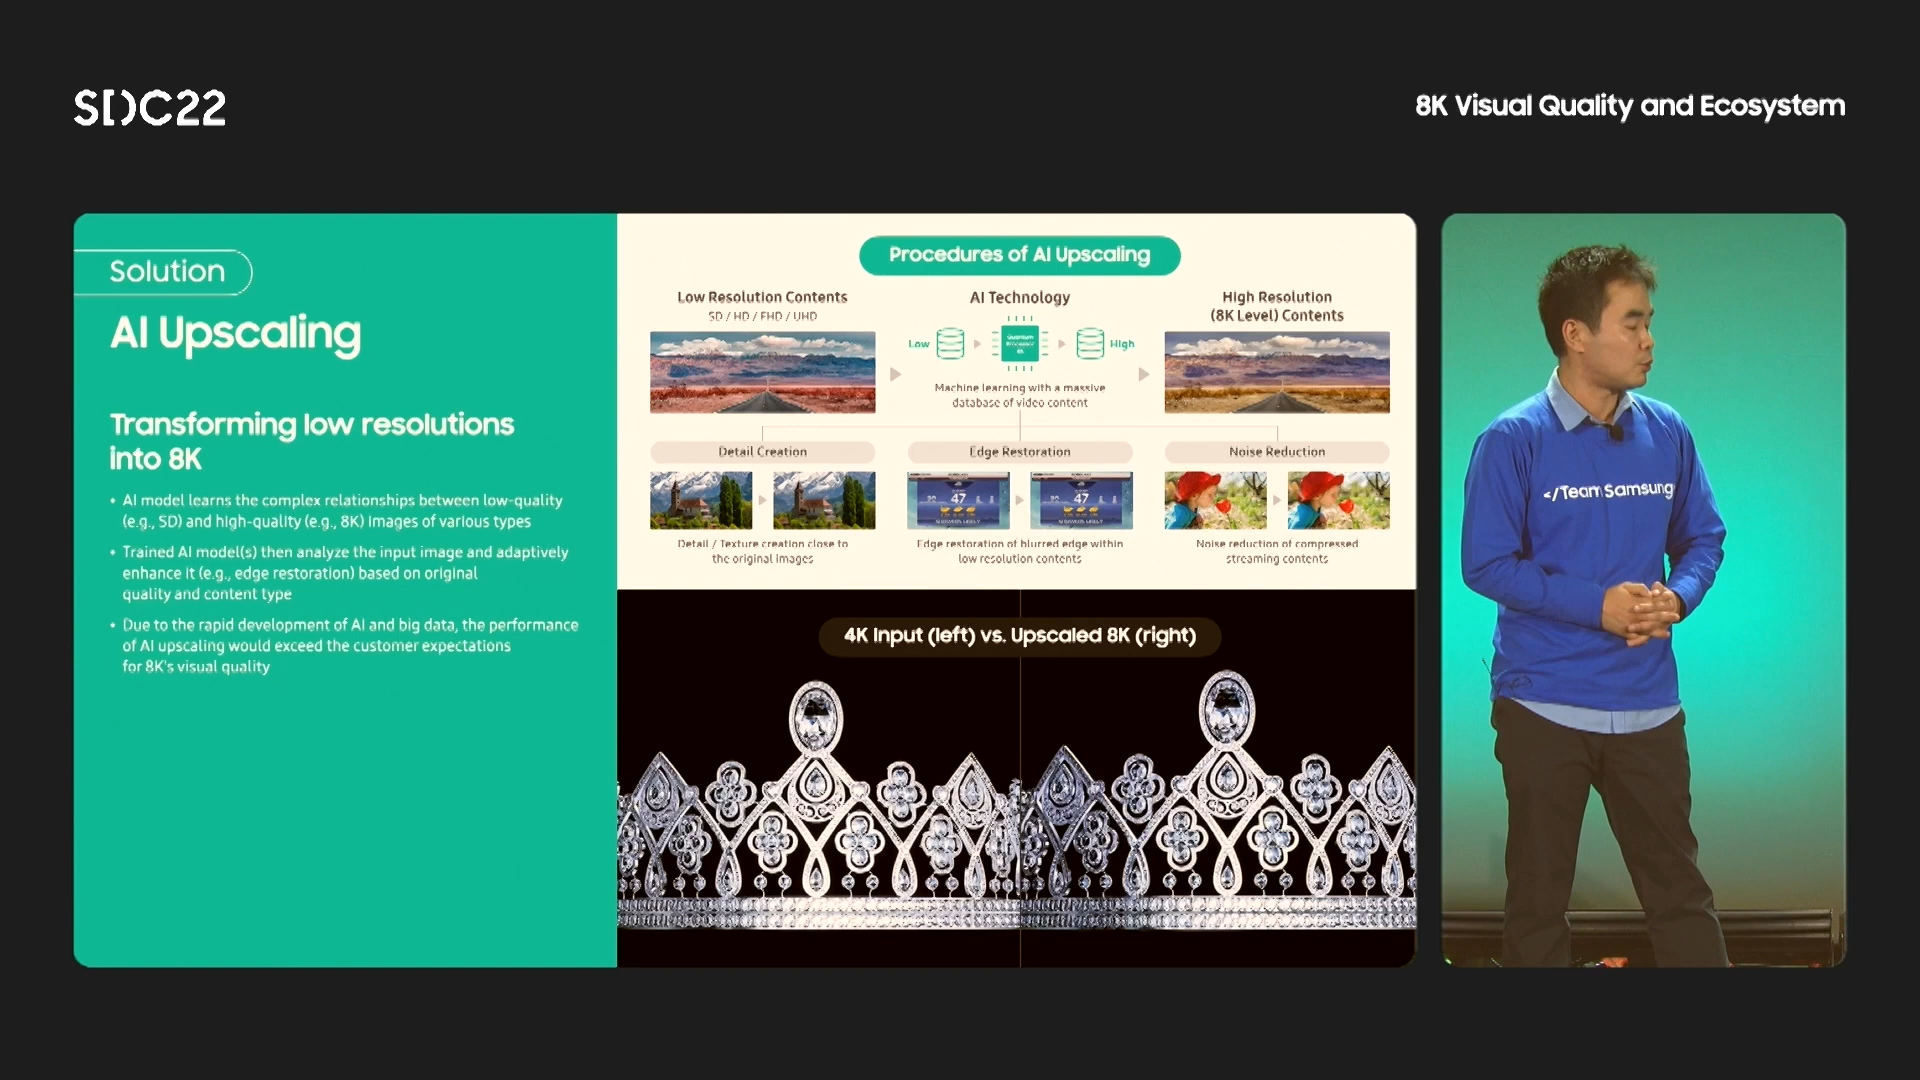 SDC22
8K Visual Quality and Ecosystem
Solution
AI Upscaling
Transforming low resolutions
into 8K
• AI model learns the complex relationships between low-quality
(e.g., SD) and high-quality (e.g., 8K) images of various types
• Trained AI model(s) then analyze the input image and adaptively
enhance it (e.g., edge restoration) based on original
quality and content type
• Due to the rapid development of AI and big data, the performance
of AI upscaling would exceed the customer expectations
for 8K's visual quality
Procedures of AI Upscaling
Low Resolution Contents
SD / HD / FHD / UHD
AI Technology
Low
Quantum
8K
High
Machine learning with a massive
database of video content
High Resolution
(8K Level) Contents
Detail Creation
Detail / Texture creation close to
the original images
Edge Restoration
47
47
Edge restoration of blurred edge within
low resolution contents
Noise Reduction
Noise reduction of compressed
streaming contents
4K Input (left) vs. Upscaled 8K (right)
</Team Samsung>